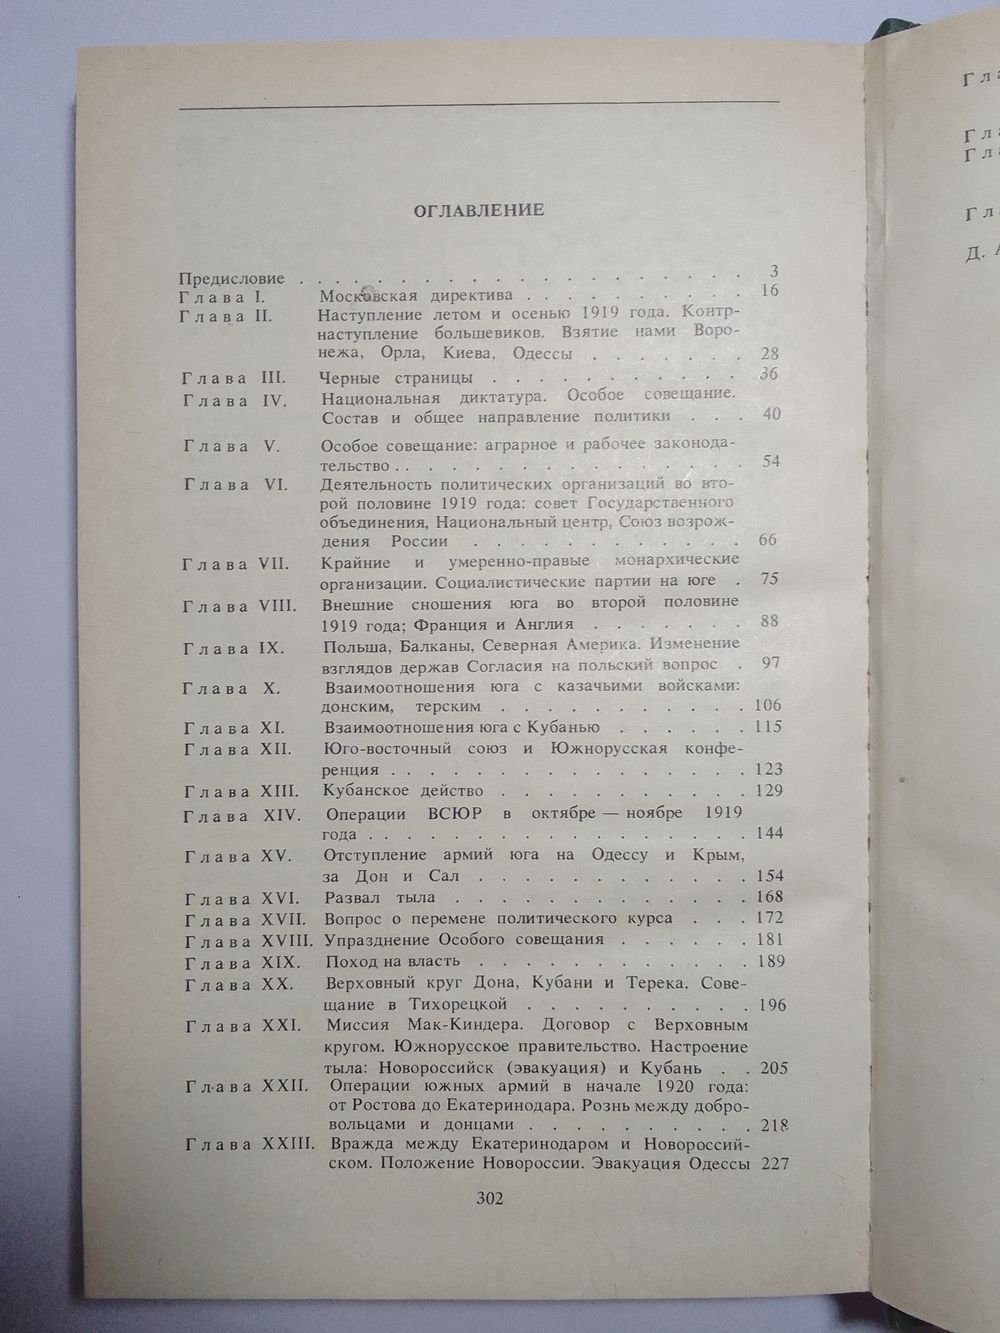 ОГЛАВЛЕНИЕ
Предисловие . . . . . . . . . . . . . . . . . . . 3
Глава I. Московская директива . . . . . . . . . . 16
Глава II. Наступление летом и осенью 1919 года. Контр-
наступление большевиков. Взятие нами Воро-
нежа, Орла, Киева, Одессы . . . . . . . 28
Глава III. Черные страницы . . . . . . . . . . . 36
Глава IV. Национальная диктатура. Особое совещание.
Состав и общее направление политики . . . 40
Глава V. Особое совещание: аграрное и рабочее законода-
тельство . . . . . . . . . . . . . . . . 54
Глава VI. Деятельность политических организаций во вто-
рой половине 1919 года: совет Государственного
объединения, Национальный центр, Союз возрож-
дения России . . . . . . . . . . . . 66
Глава VII. Крайние и умеренно-правые монархические
организации. Социалистические партии на юге . 75
Глава VIII. Внешние сношения юга во второй половине
1919 года; Франция и Англия . . . . . . . 88
Глава IX. Польша, Балканы, Северная Америка. Изменение
взглядов держав Согласия на польский вопрос . 97
Глава X. Взаимоотношения юга с казачьими войсками:
донским, терским . . . . . . . . . . . 106
Глава XI. Взаимоотношения юга с Кубанью . . . . . . 115
Глава XII. Юго-восточный союз и Южнорусская конфе-
ренция . . . . . . . . . . . . . . . . 123
Глава XIII. Кубанское действо . . . . . . . . . . . 129
Глава XIV. Операции ВСЮР в октябре — ноябре 1919
года . . . . . . . . . . . . . . . . . 144
Глава XV. Отступление армий юга на Одессу и Крым,
за Дон и Сал . . . . . . . . . . . . 154
Глава XVI. Развал тыла . . . . . . . . . . . . . 168
Глава XVII. Вопрос о перемене политического курса . . . 172
Глава XVIII. Упразднение Особого совещания . . . . . . 181
Глава XIX. Поход на власть . . . . . . . . . . . . 189
Глава XX. Верховный круг Дона, Кубани и Терека. Сове-
щание в Тихорецкой . . . . . . . . . . 196
Глава XXI. Миссия Мак-Киндера. Договор с Верховным
кругом. Южнорусское правительство. Настроение
тыла: Новороссийск (эвакуация) и Кубань . . 205
Глава XXII. Операции южных армий в начале 1920 года:
от Ростова до Екатеринодара. Рознь между добро-
вольцами и донцами . . . . . . . . . . 218
Глава XXIII. Вражда между Екатеринодаром и Новороссий-
ском. Положение Новороссии. Эвакуация Одессы 227
302
Гла
Гла
Гла
Гл
Д. А